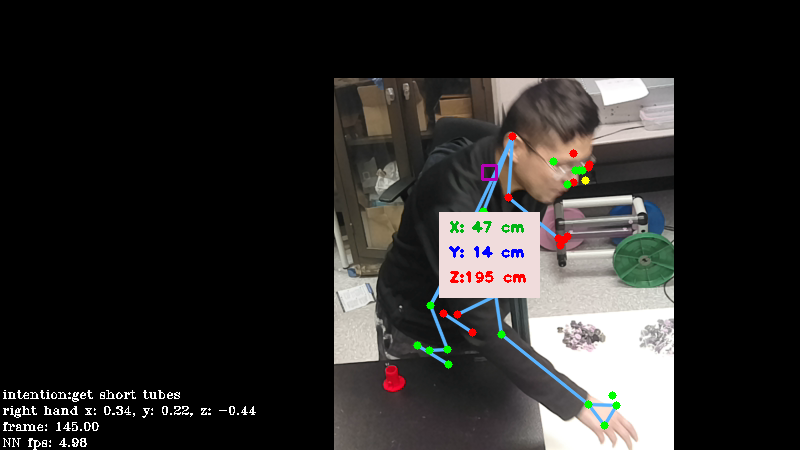 X: 47 cm
Y: 14 cm
Z:195 cm
intention:get short tubes
right hand x: 0.34, y: 0.22, z: −0.44
frame: 145.00
NN fps: 4.98